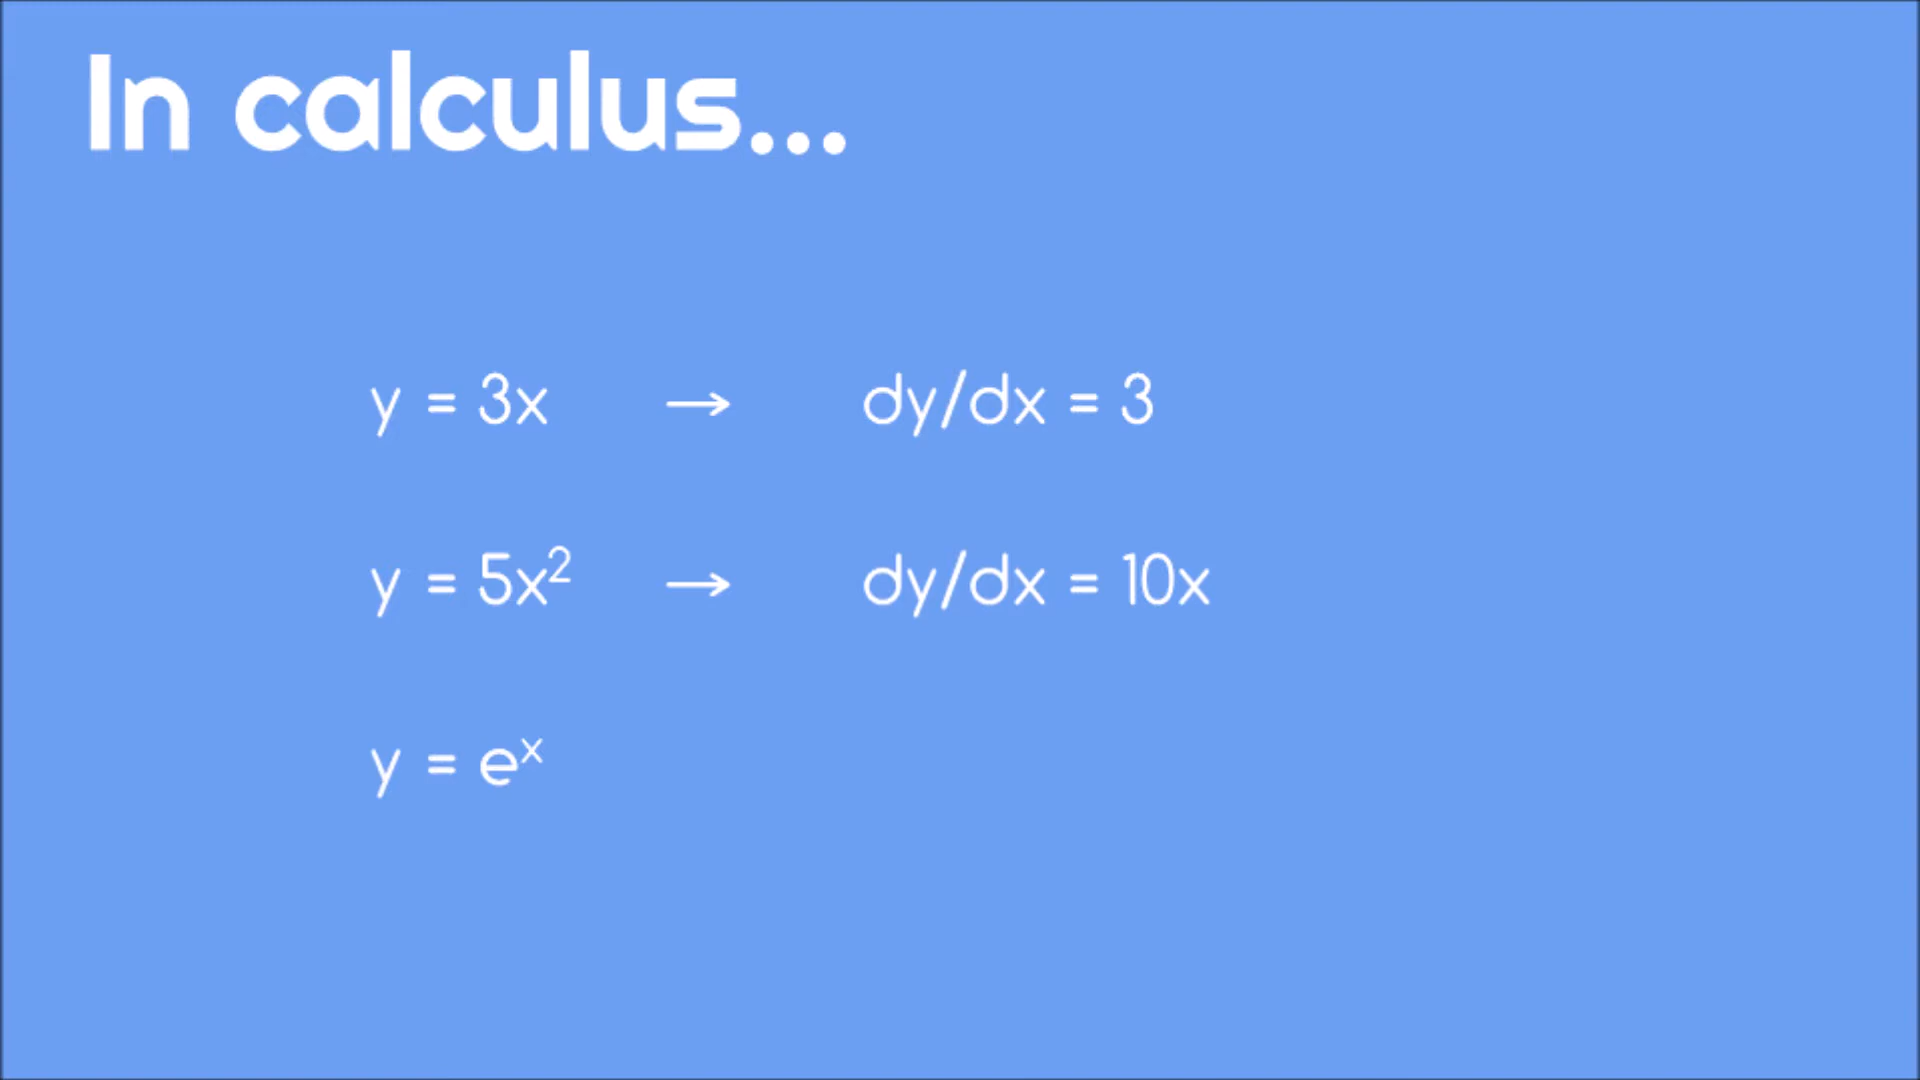 In calculus...
y = 3x → dy/dx = 3
y = 5x² → dy/dx = 10x
y = eˣ